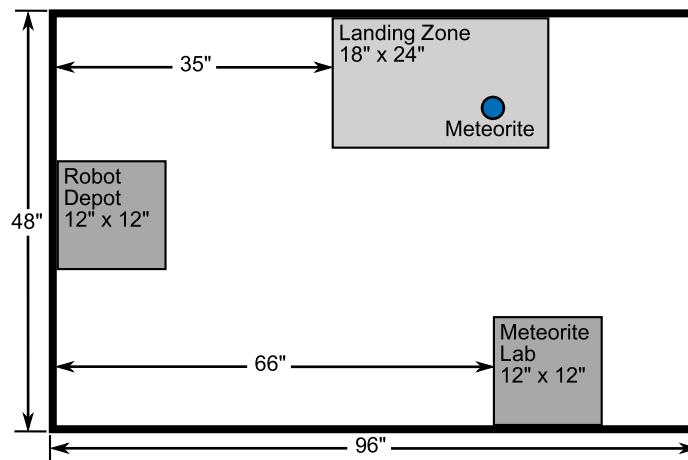 Landing Zone
18" x 24"
35"
Meteorite
Robot
Depot
12" x 12"
48"
Meteorite
Lab
12" x 12"
66"
96"